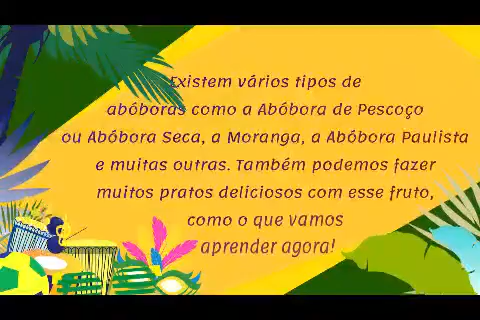 Existem vários tipos de
abóboras como a Abóbora de Pescoço
ou Abóbora Seca, a Moranga, a Abóbora Paulista
e muitas outras. Também podemos fazer
muitos pratos deliciosos com esse fruto,
como o que vamos
aprender agora!